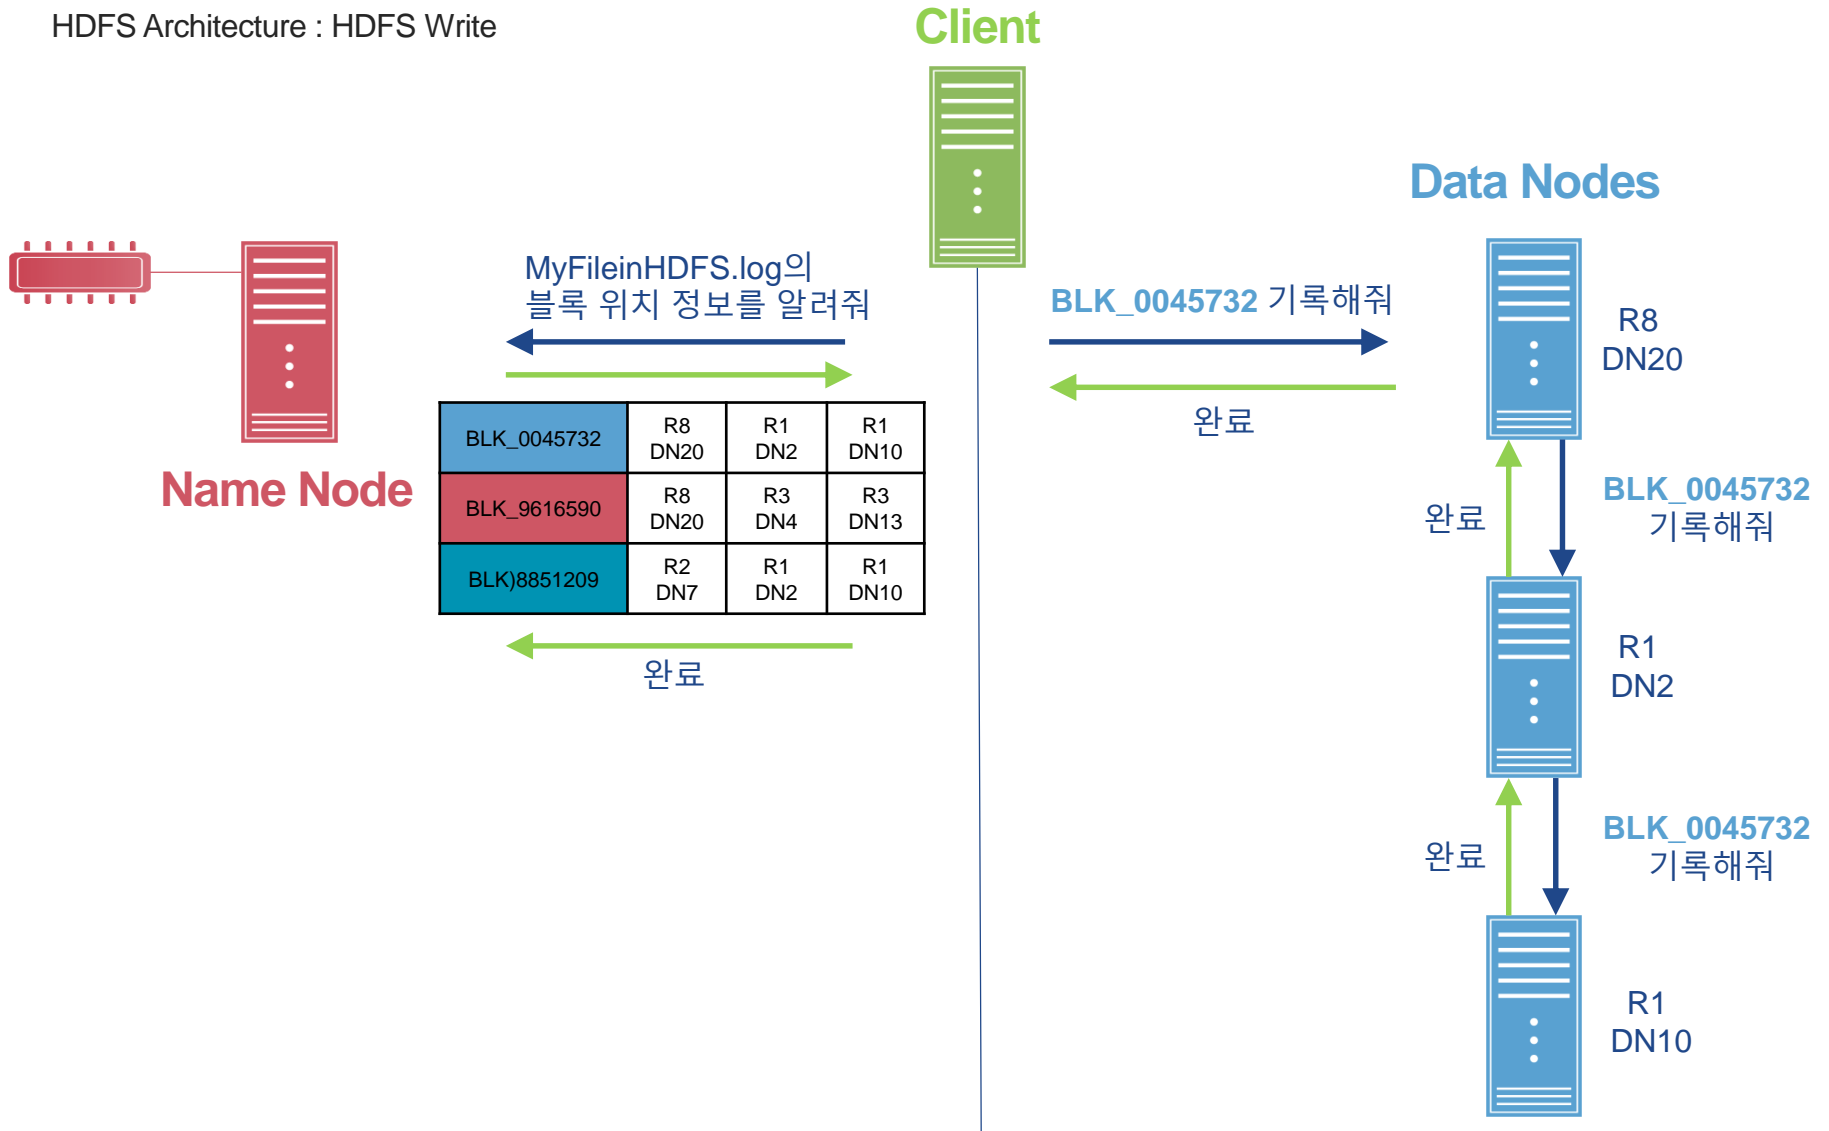 HDFS Architecture : HDFS Write
Client
Data Nodes
MyFileinHDFS.log의
블록 위치 정보를 알려줘
BLK_0045732 기록해줘
R8
DN20
완료
BLK_0045732
R8
DN20
R1
DN2
R1
DN10
Name Node
BLK_9616590
R8
DN20
R3
DN4
R3
DN13
BLK)8851209
R2
DN7
R1
DN2
R1
DN10
완료
완료
BLK_0045732
기록해줘
R1
DN2
완료
BLK_0045732
기록해줘
R1
DN10